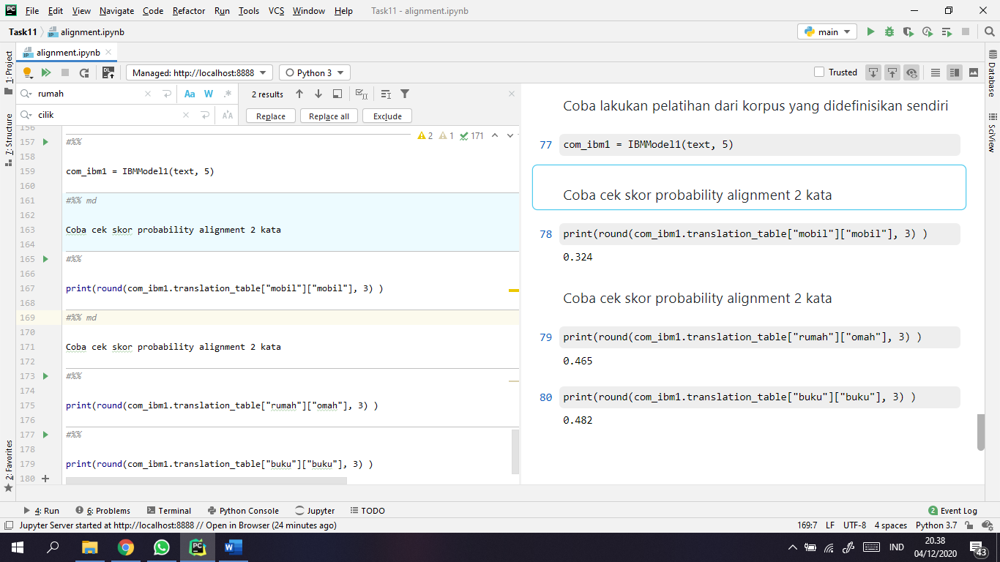 File Edit View Navigate Code Refactor Run Tools VCS Window Help Task11 - alignment.ipynb
Task11 alignment.ipynb main
alignment.ipynb
Managed: http://localhost:8888 Python 3 Trusted
rumah Aa W .* 2 results
cilik Replace Replace all Exclude
1: Project
7: Structure
2: Favorites
156
2 1 171
157 #%%
158
159 com_ibm1 = IBMModel1(text, 5)
160
161 #%% md
162
163 Coba cek skor probability alignment 2 kata
164
165 #%%
166
167 print(round(com_ibm1.translation_table["mobil"]["mobil"], 3) )
168
169 #%% md
170
171 Coba cek skor probability alignment 2 kata
172
173 #%%
174
175 print(round(com_ibm1.translation_table["rumah"]["omah"], 3) )
176
177 #%%
178
179 print(round(com_ibm1.translation_table["buku"]["buku"], 3) )
180
Coba lakukan pelatihan dari korpus yang didefinisikan sendiri
77 com_ibm1 = IBMModel1(text, 5)
Coba cek skor probability alignment 2 kata
78 print(round(com_ibm1.translation_table["mobil"]["mobil"], 3) )
0.324
Coba cek skor probability alignment 2 kata
79 print(round(com_ibm1.translation_table["rumah"]["omah"], 3) )
0.465
80 print(round(com_ibm1.translation_table["buku"]["buku"], 3) )
0.482
Database
SciView
4: Run 6: Problems Terminal Python Console Jupyter TODO 2 Event Log
Jupyter Server started at http://localhost:8888 // Open in Browser (24 minutes ago) 169:7 LF UTF-8 4 spaces Python 3.7
IND 20.38
04/12/2020 43